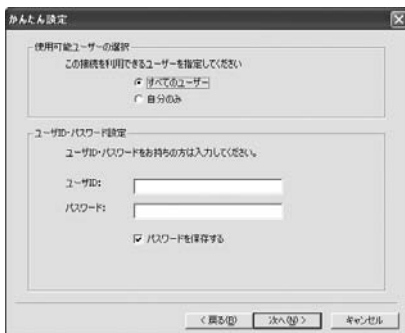 かんたん設定
使用可能ユーザーの選択
この接続を利用できるユーザーを指定してください
すべてのユーザー
自分のみ
ユーザID・パスワード設定
ユーザID・パスワードをお持ちの方は入力してください。
ユーザID:
パスワード:
パスワードを保存する
< 戻る(B) 次へ(N) > キャンセル